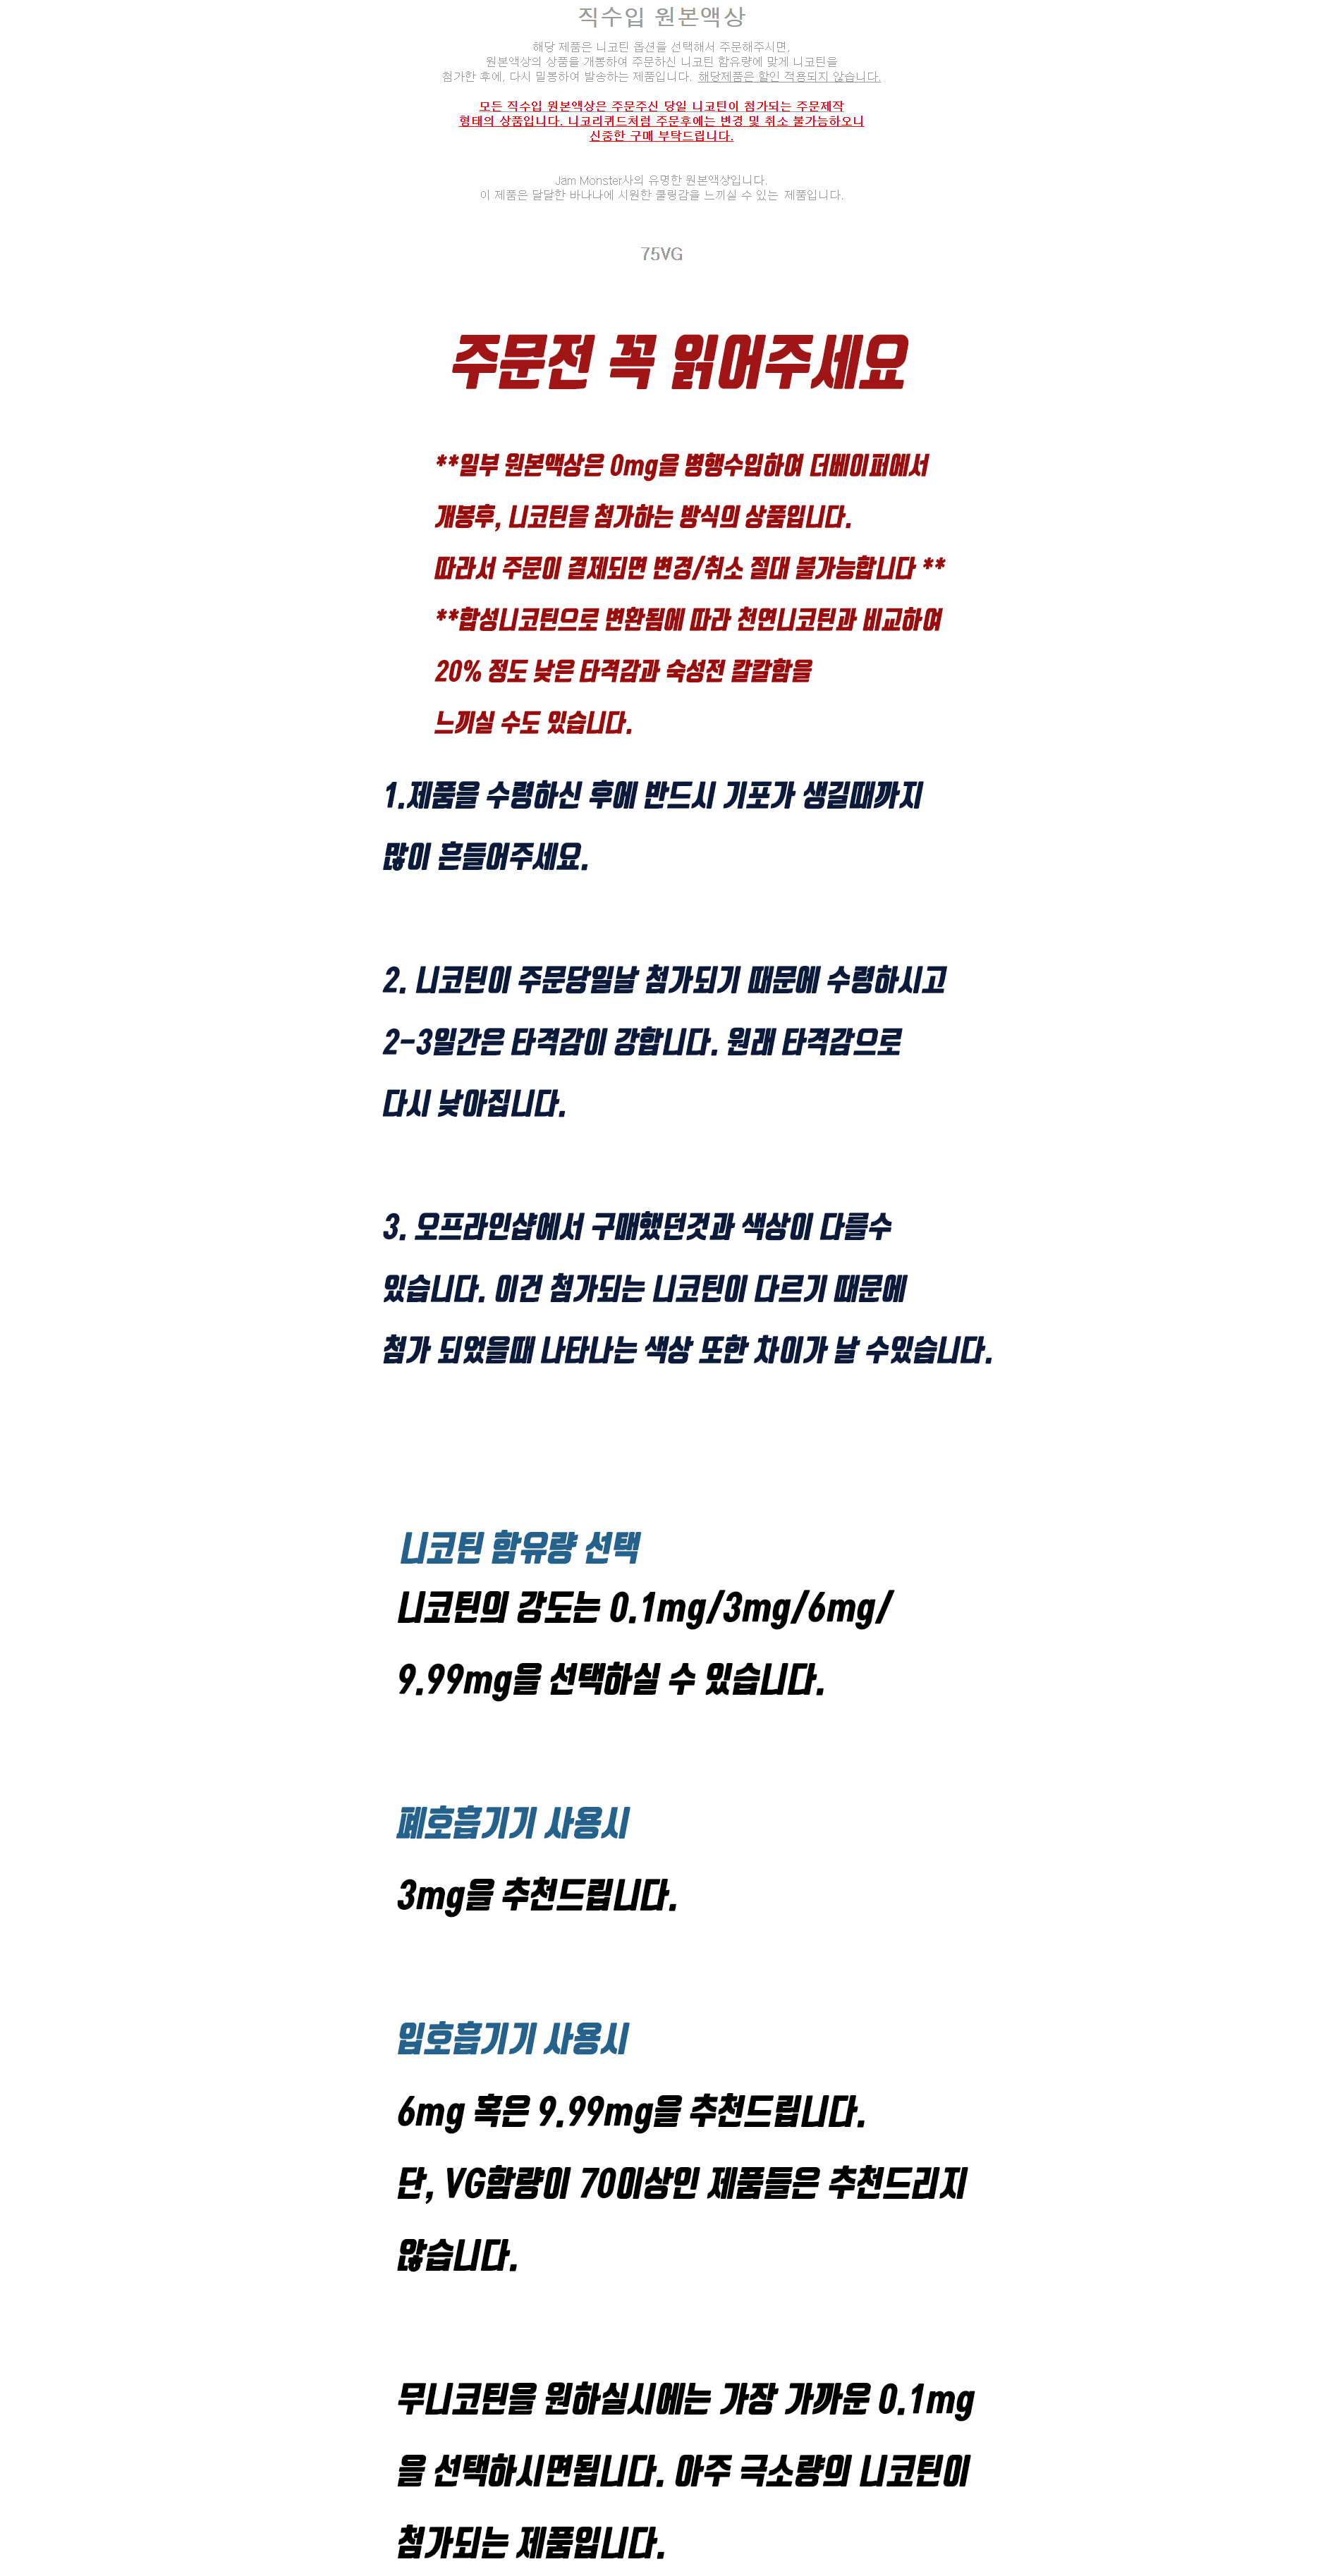 직수입 원본액상
해당 제품은 니코틴 옵션을 선택해서 주문해주시면,
원본액상의 상품을 개봉하여 주문하신 니코틴 함유량에 맞게 니코틴을
첨가한 후에, 다시 밀봉하여 발송하는 제품입니다. 해당제품은 할인 적용되지 않습니다.
모든 직수입 원본액상은 주문주신 당일 니코틴이 첨가되는 주문제작
형태의 상품입니다. 니코리퀴드처럼 주문후에는 변경 및 취소 불가능하오니
신중한 구매 부탁드립니다.
Jam Monster사의 유명한 원본액상입니다.
이 제품은 달달한 바나나에 시원한 쿨링감을 느끼실 수 있는 제품입니다.
75VG
주문전 꼭 읽어주세요
**일부 원본액상은 0mg을 병행수입하여 더베이퍼에서
개봉후, 니코틴을 첨가하는 방식의 상품입니다.
따라서 주문이 결제되면 변경/취소 절대 불가능합니다 **
**합성니코틴으로 변환됨에 따라 천연니코틴과 비교하여
20% 정도 낮은 타격감과 숙성전 칼칼함을
느끼실 수도 있습니다.
1.제품을 수령하신 후에 반드시 기포가 생길때까지
많이 흔들어주세요.
2. 니코틴이 주문당일날 첨가되기 때문에 수령하시고
2-3일간은 타격감이 강합니다. 원래 타격감으로
다시 낮아집니다.
3. 오프라인샵에서 구매했던것과 색상이 다를수
있습니다. 이건 첨가되는 니코틴이 다르기 때문에
첨가 되었을때 나타나는 색상 또한 차이가 날 수있습니다.
니코틴 함유량 선택
니코틴의 강도는 0.1mg/3mg/6mg/
9.99mg을 선택하실 수 있습니다.
폐호흡기기 사용시
3mg을 추천드립니다.
입호흡기기 사용시
6mg 혹은 9.99mg을 추천드립니다.
단, VG함량이 70이상인 제품들은 추천드리지
않습니다.
무니코틴을 원하실시에는 가장 가까운 0.1mg
을 선택하시면됩니다. 아주 극소량의 니코틴이
첨가되는 제품입니다.